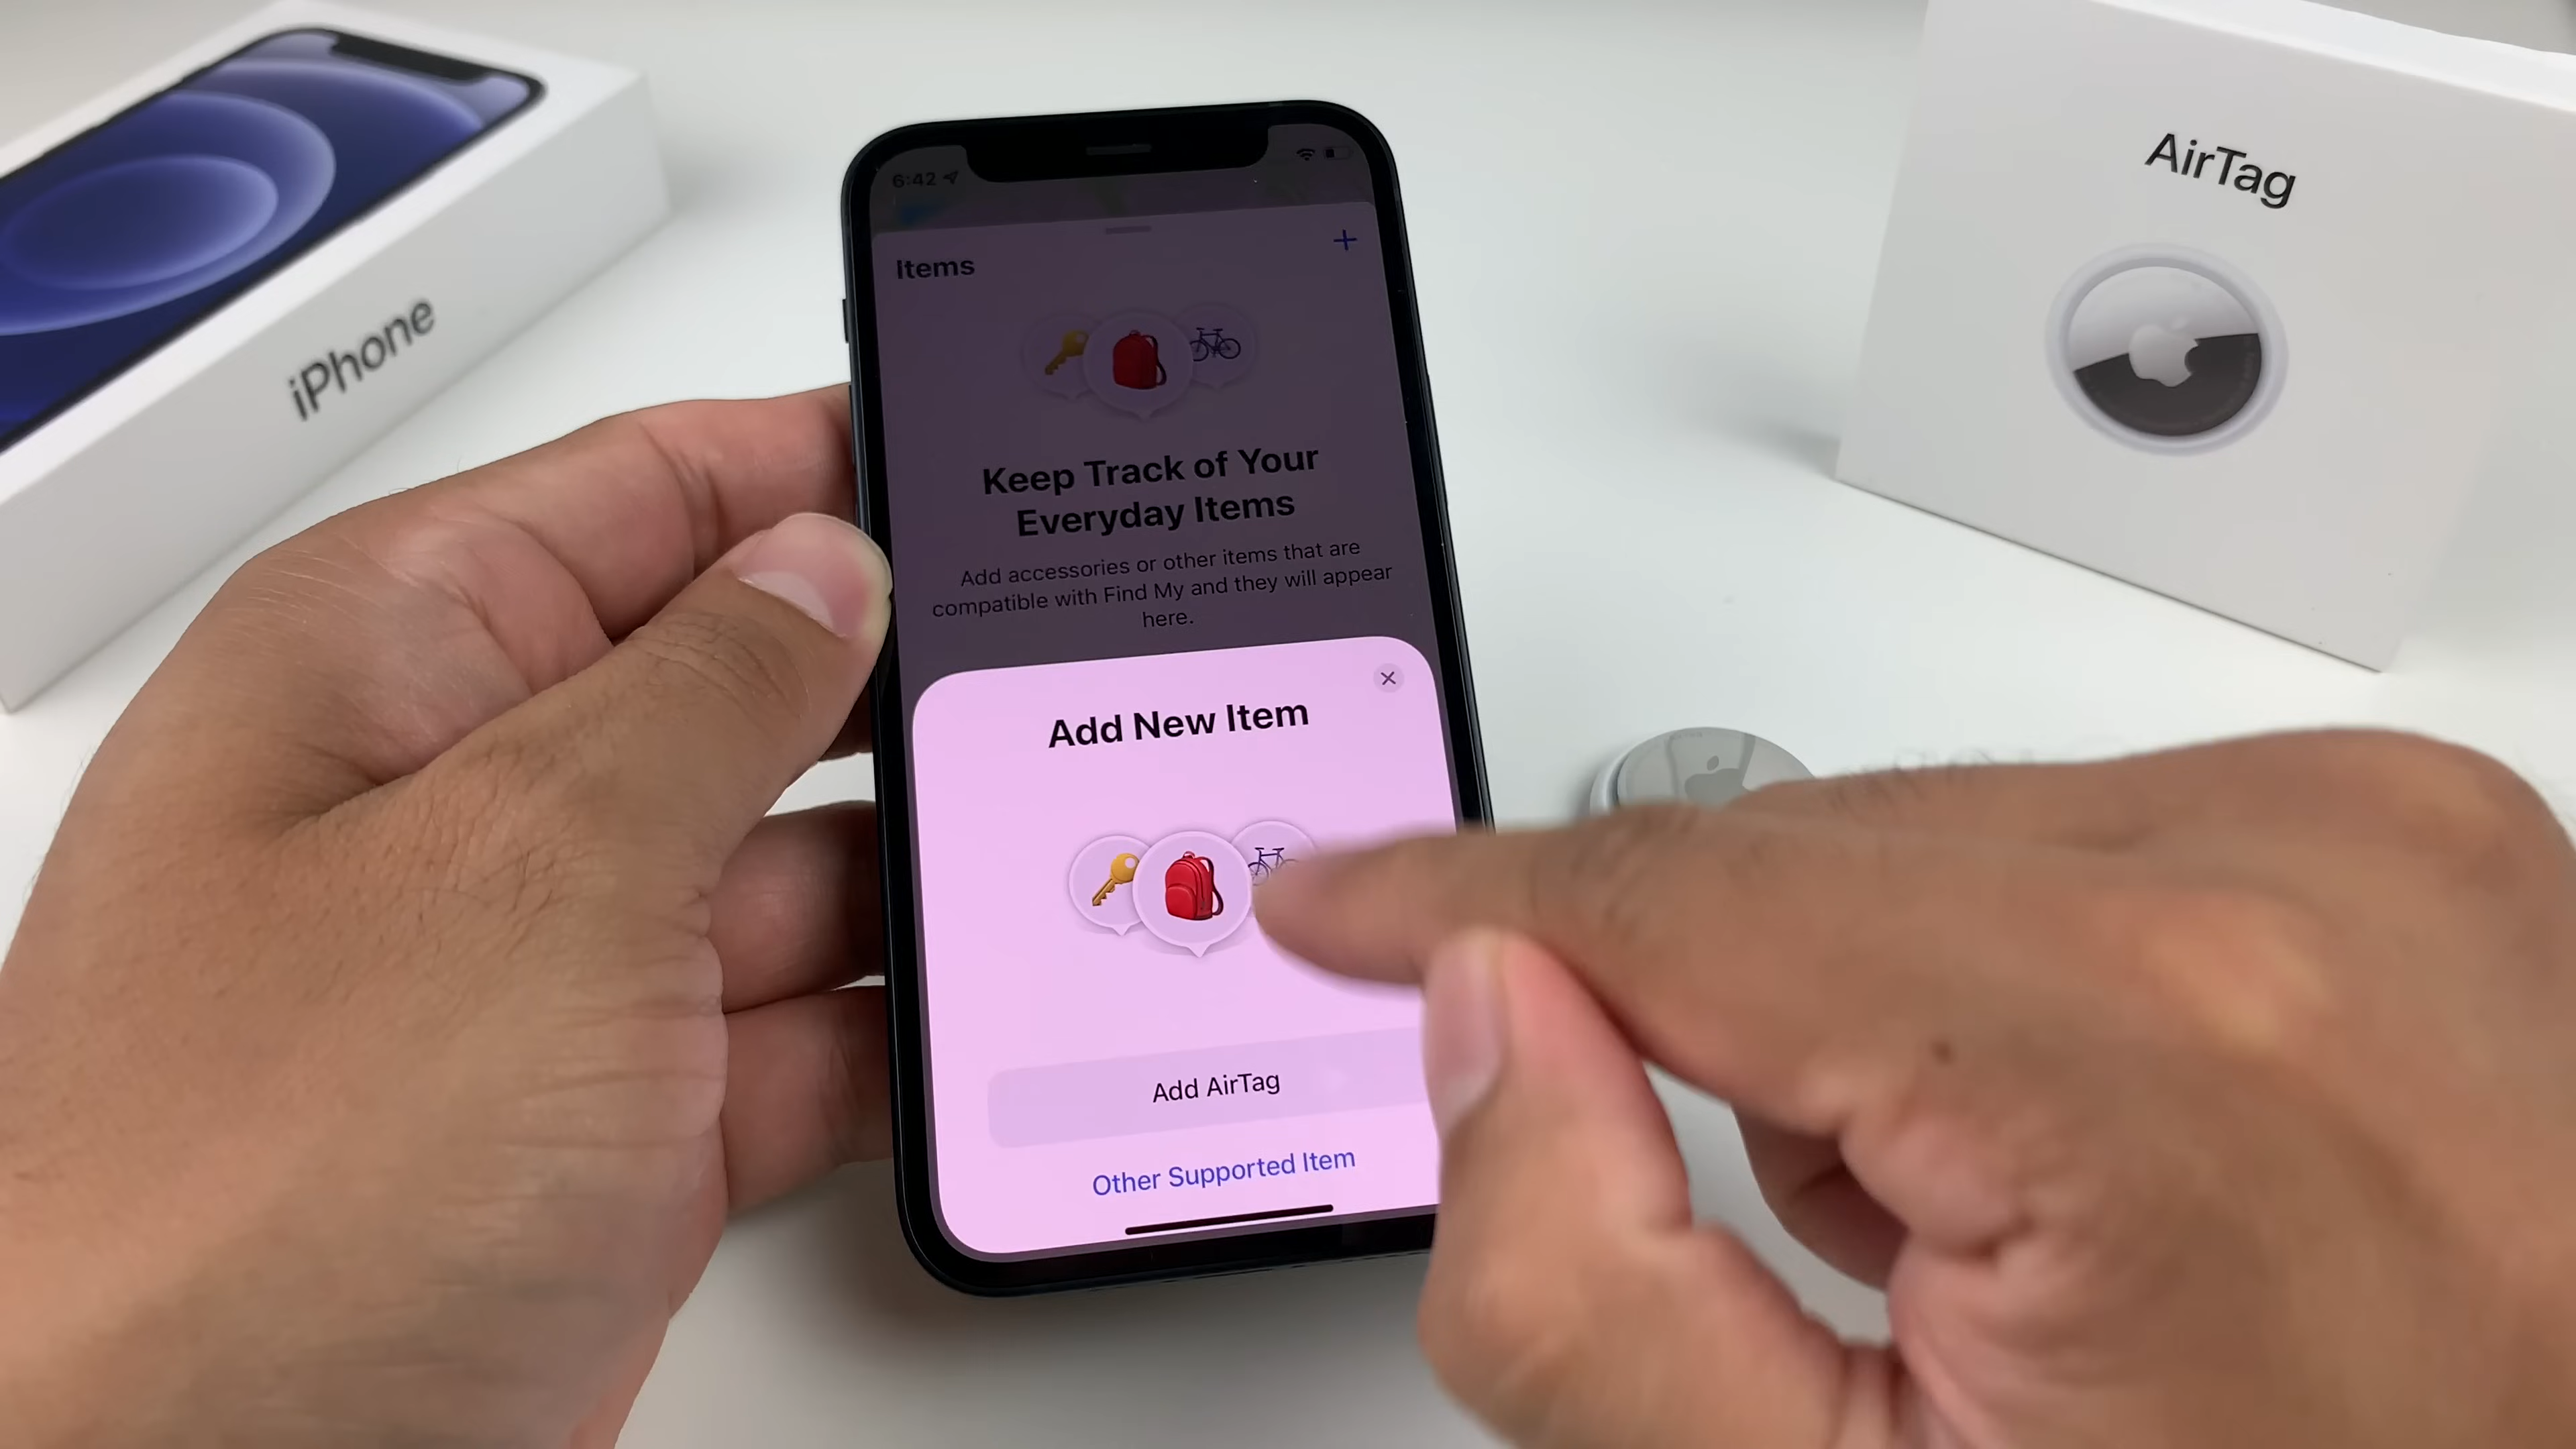 iPhone
AirTag
6:42
Items
+
Keep Track of Your
Everyday Items
Add accessories or other items that are
compatible with Find My and they will appear
here.
Add New Item
Add AirTag
Other Supported Item